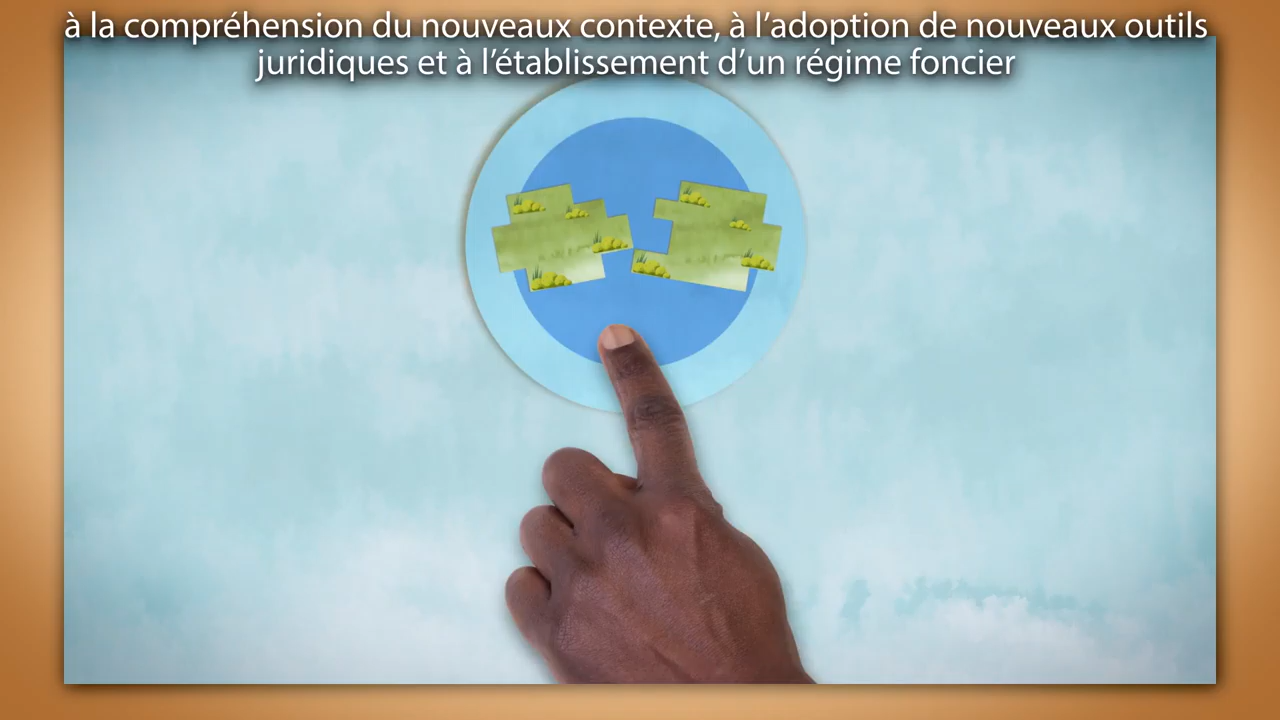 à la compréhension du nouveaux contexte, à l’adoption de nouveaux outils
juridiques et à l’établissement d’un régime foncier